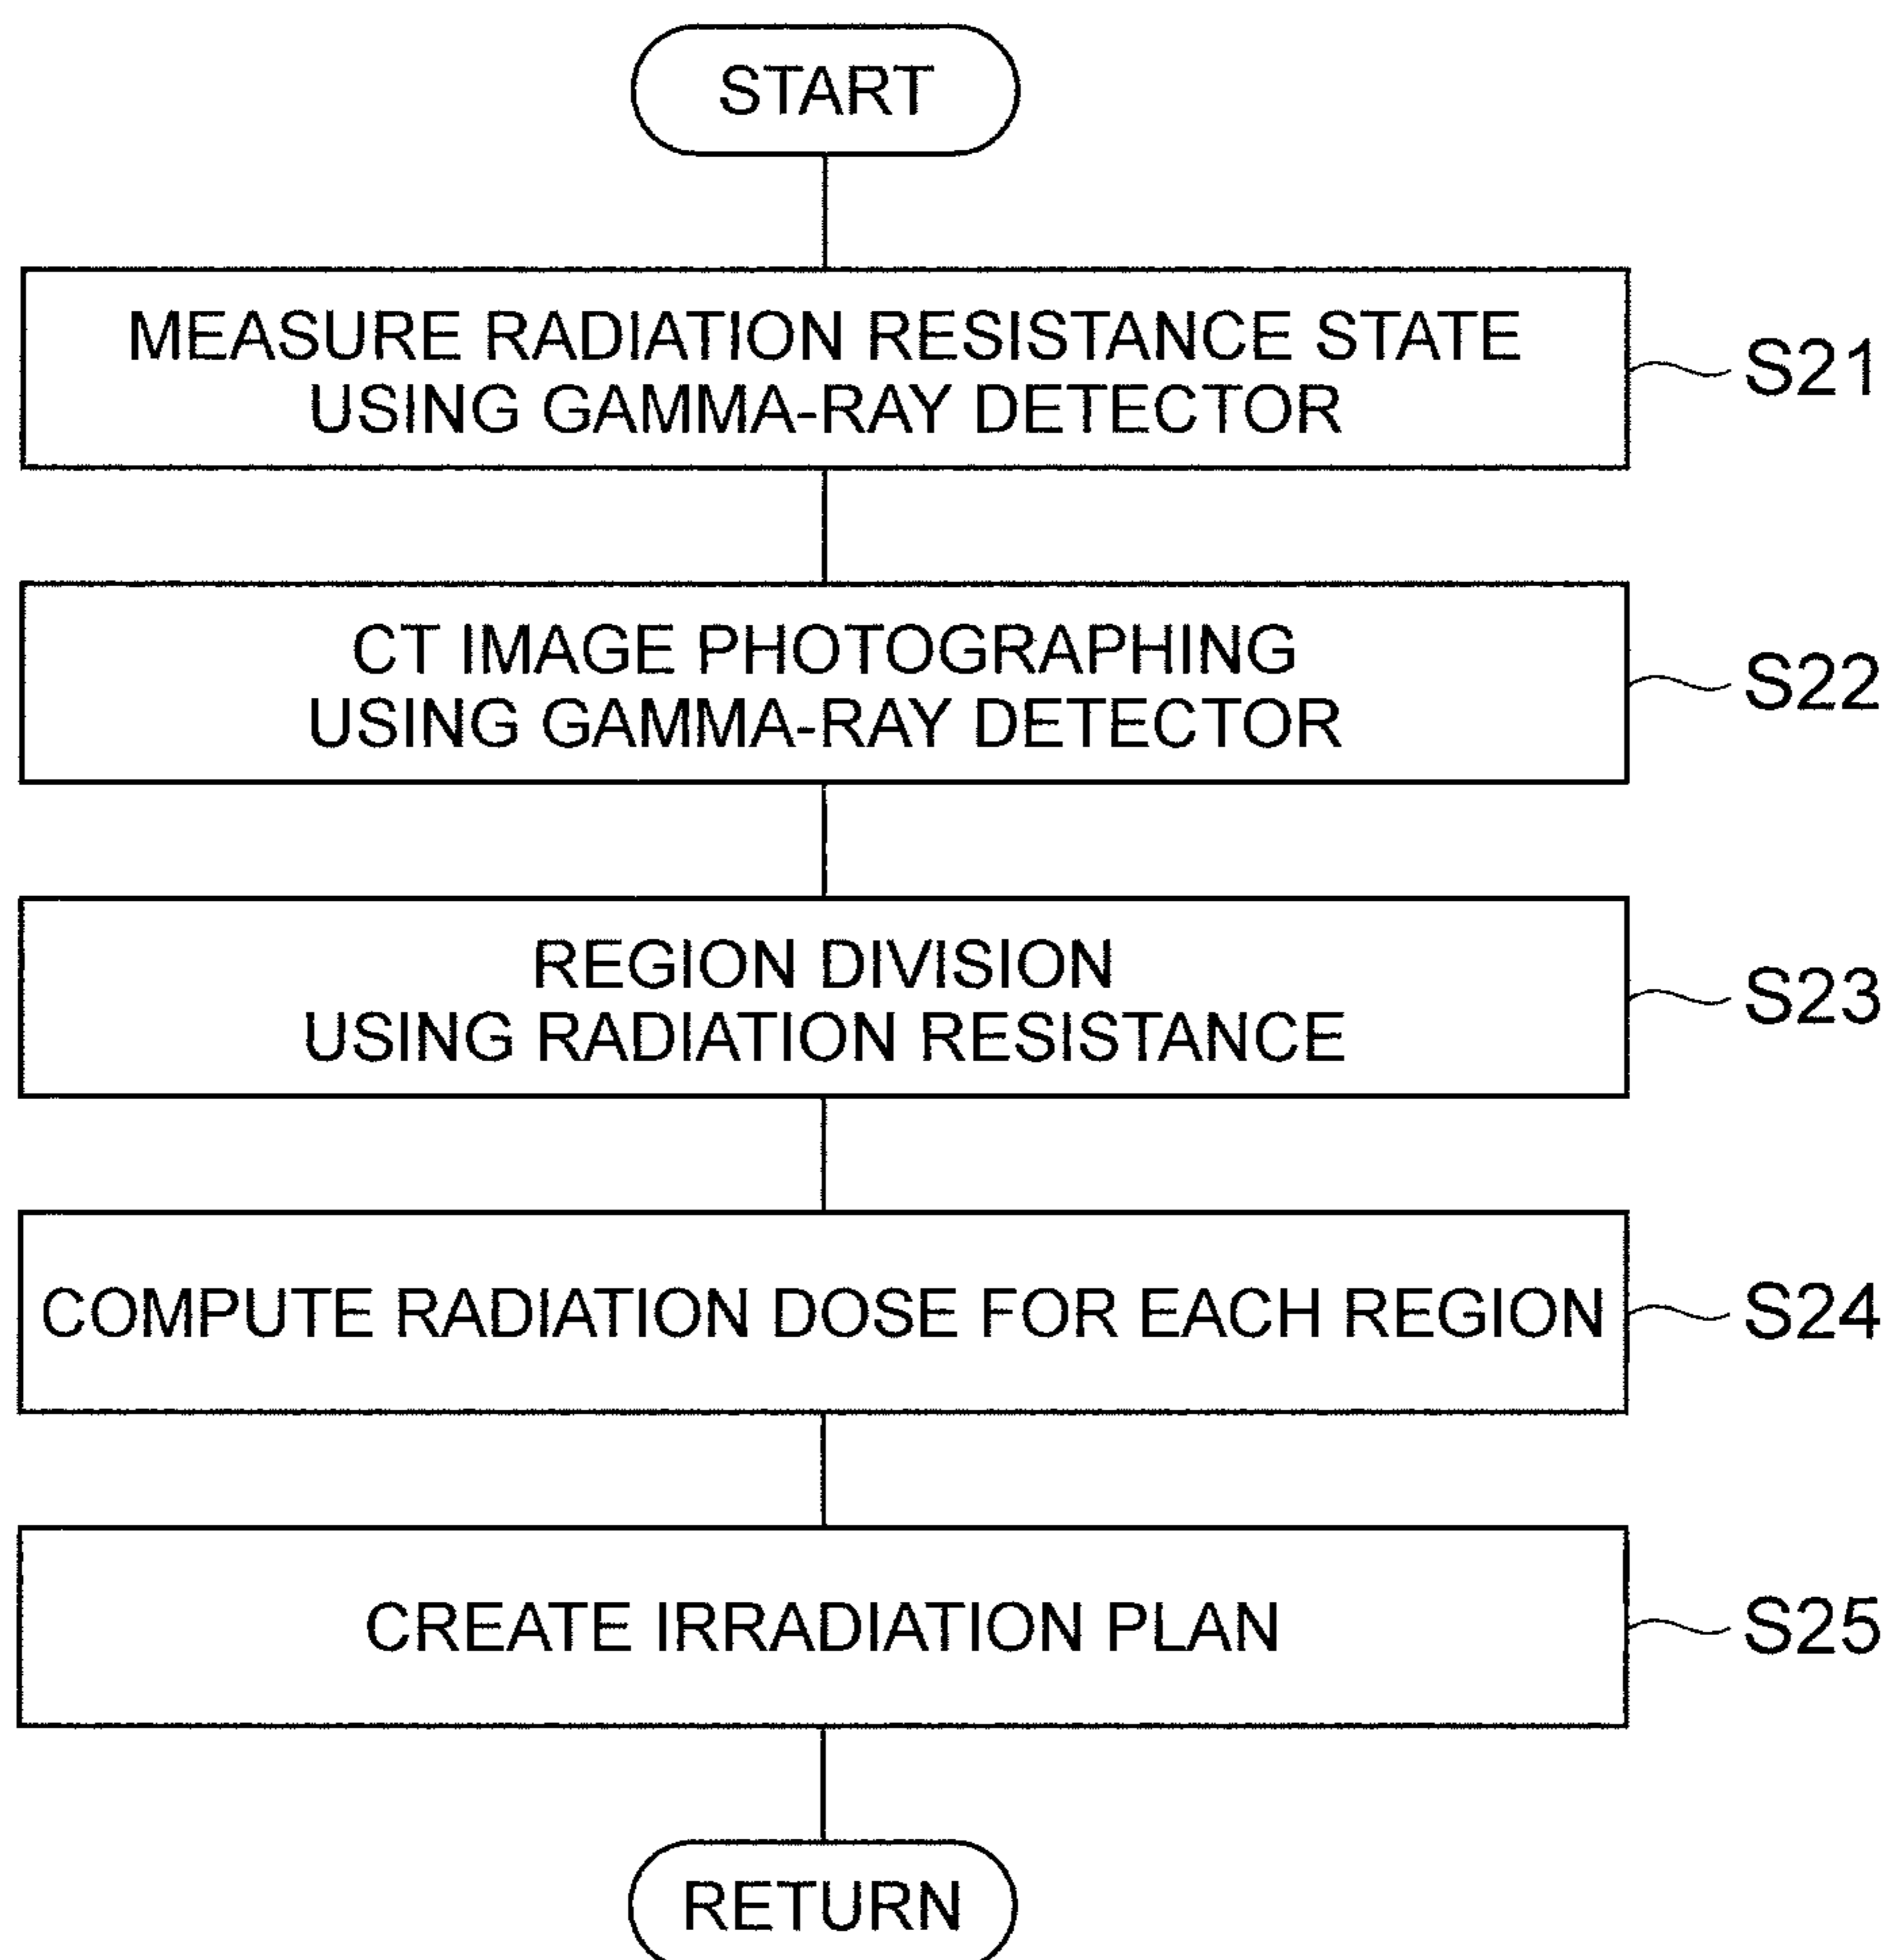 START
MEASURE RADIATION RESISTANCE STATE
USING GAMMA-RAY DETECTOR
S21
CT IMAGE PHOTOGRAPHING
USING GAMMA-RAY DETECTOR
S22
REGION DIVISION
USING RADIATION RESISTANCE
S23
COMPUTE RADIATION DOSE FOR EACH REGION
S24
CREATE IRRADIATION PLAN
S25
RETURN